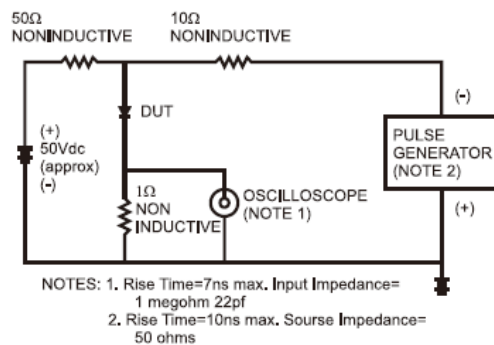 50Ω
NONINDUCTIVE
10Ω
NONINDUCTIVE
(+)
50Vdc
(approx)
(-)
DUT
1Ω
NON
INDUCTIVE
OSCILLOSCOPE
(NOTE 1)
(-)
PULSE
GENERATOR
(NOTE 2)
(+)
NOTES: 1. Rise Time=7ns max. Input Impedance=
1 megohm 22pf
2. Rise Time=10ns max. Sourse Impedance=
50 ohms